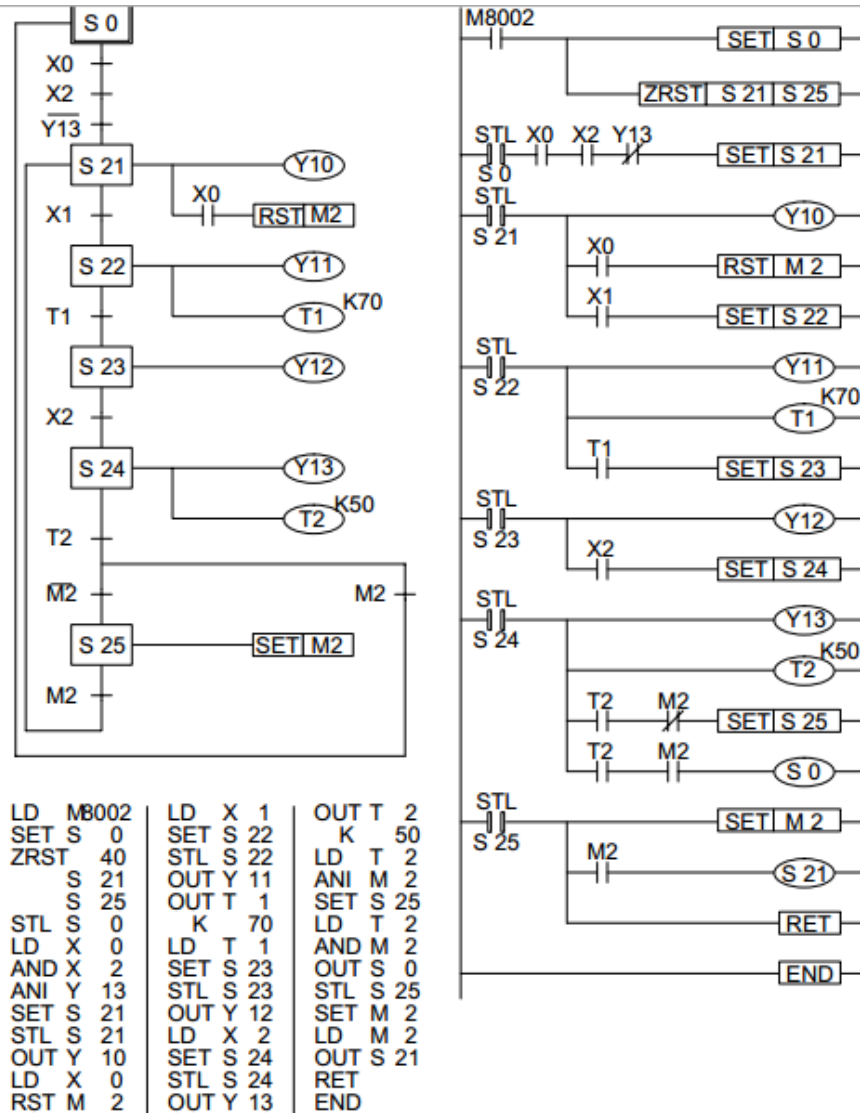 S 0
X0
X2
Y13
S 21
Y10
X0
RST M2
X1
S 22
Y11
T1 K70
T1
S 23
Y12
X2
S 24
Y13
T2 K50
T2
M2
M2
S 25
SET M2
M2
M8002
SET S 0
ZRST S 21 S 25
STL X0 X2 Y13
S 0
SET S 21
STL
S 21
Y10
X0
RST M 2
X1
SET S 22
STL
S 22
Y11
K70
T1
T1
SET S 23
STL
S 23
Y12
X2
SET S 24
STL
S 24
Y13
K50
T2
T2 M2
SET S 25
T2 M2
S 0
STL
S 25
SET M 2
M2
S 21
RET
END
LD M8002
SET S 0
ZRST 40
S 21
S 25
STL S 0
LD X 0
AND X 2
ANI Y 13
SET S 21
STL S 21
OUT Y 10
LD X 0
RST M 2
LD X 1
SET S 22
STL S 22
OUT Y 11
OUT T 1
K 70
LD T 1
SET S 23
STL S 23
OUT Y 12
LD X 2
SET S 24
STL S 24
OUT Y 13
OUT T 2
K 50
LD T 2
ANI M 2
SET S 25
LD T 2
AND M 2
OUT S 0
STL S 25
SET M 2
LD M 2
OUT S 21
RET
END